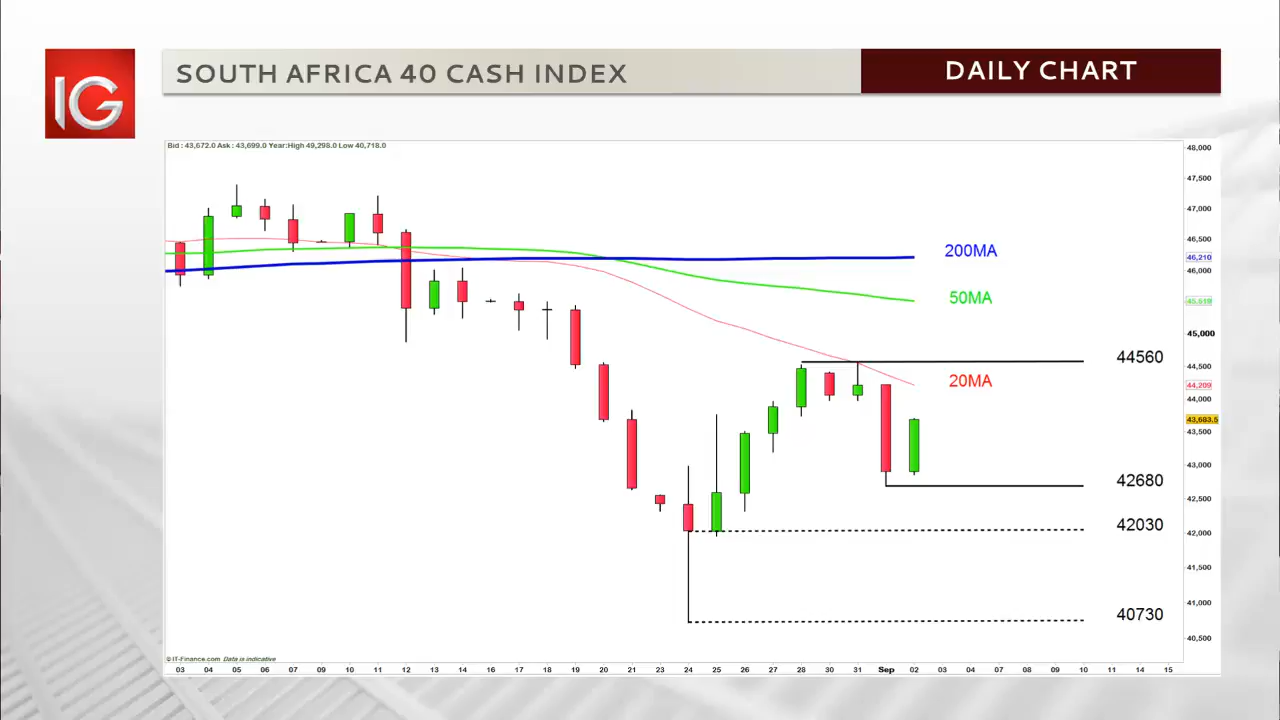 IG
SOUTH AFRICA 40 CASH INDEX
DAILY CHART
Bid : 43,672.0 Ask : 43,699.0 Year:High 49,298.0 Low 40,718.0
48,000
47,500
47,000
46,500
200MA
46,210
46,000
50MA
45,519
45,000
44560
44,500
20MA
44,209
44,000
43,683.5
43,500
43,000
42680
42,500
42030
42,000
41,500
41,000
40730
40,500
© IT-Finance.com Data is indicative
03 04 05 06 07 09 10 11 12 13 14 16 17 18 19 20 21 23 24 25 26 27 28 30 31 Sep 02 03 04 06 07 08 09 10 11 13 14 15